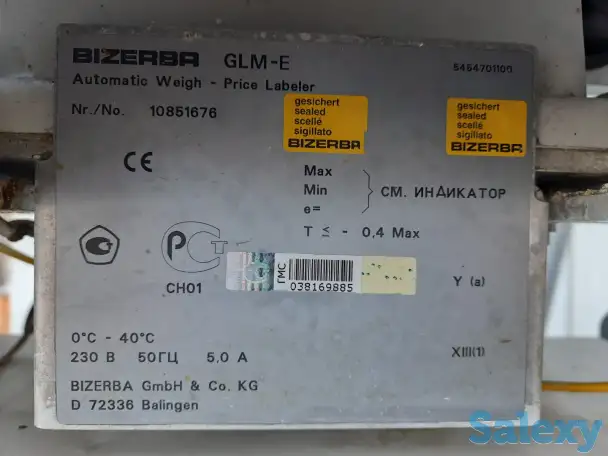 BIZERBA GLM-E
5454701100
Automatic Weigh - Price Labeler
Nr./No. 10851676
gesichert
sealed
scellé
sigillato
BIZERBA
gesichert
sealed
scellé
sigillato
BIZERBA
CE
Max
Min
e=
СМ. ИНДИКАТОР
T ≤ - 0,4 Max
РСТ
CH01
ГМС
038169885
Y (a)
0°C - 40°C
230 В 50ГЦ 5.0 А
XIII(1)
BIZERBA GmbH & Co. KG
D 72336 Balingen
Salexy